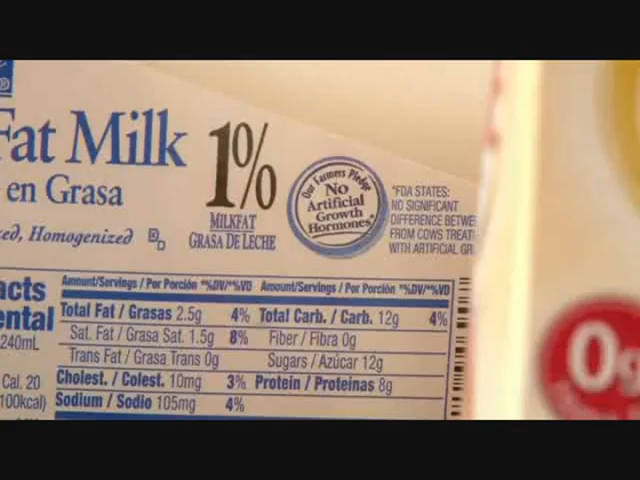 Fat Milk
en Grasa
Homogenized
1%
MILKFAT
GRASA DE LECHE
Our Farmers Pledge
No
Artificial
Growth
Hormones*
*FDA STATES:
NO SIGNIFICANT
DIFFERENCE BETWE
FROM COWS TREAT
WITH ARTIFICIAL GR
acts
ental
240mL
Cal. 20
100kcal)
Amount/Servings / Por Porción *%DV/*%VD
Total Fat / Grasas 2.5g 4%
Sat. Fat / Grasa Sat. 1.5g 8%
Trans Fat / Grasa Trans 0g
Cholest. / Colest. 10mg 3%
Sodium / Sodio 105mg 4%
Amount/Servings / Por Porción *%DV/*%VD
Total Carb. / Carb. 12g 4%
Fiber / Fibra 0g
Sugars / Azúcar 12g
Protein / Proteínas 8g
0g